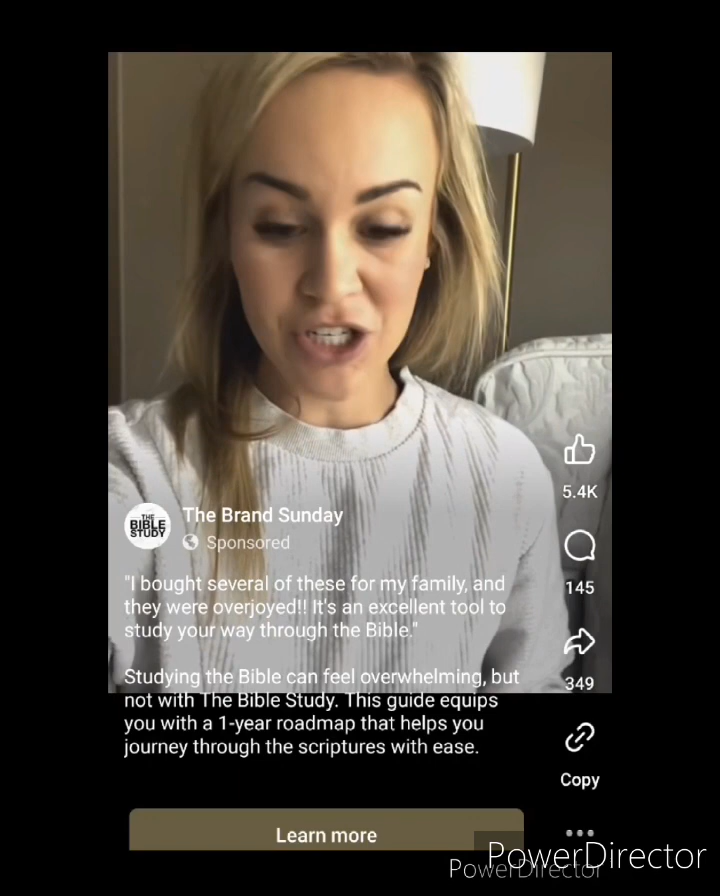 THE
BIBLE
STUDY
The Brand Sunday
Sponsored
"I bought several of these for my family, and
they were overjoyed!! It's an excellent tool to
study your way through the Bible."
Studying the Bible can feel overwhelming, but
not with The Bible Study. This guide equips
you with a 1-year roadmap that helps you
journey through the scriptures with ease.
Learn more
5.4K
145
349
Copy
PowerDirector
PowerDirector